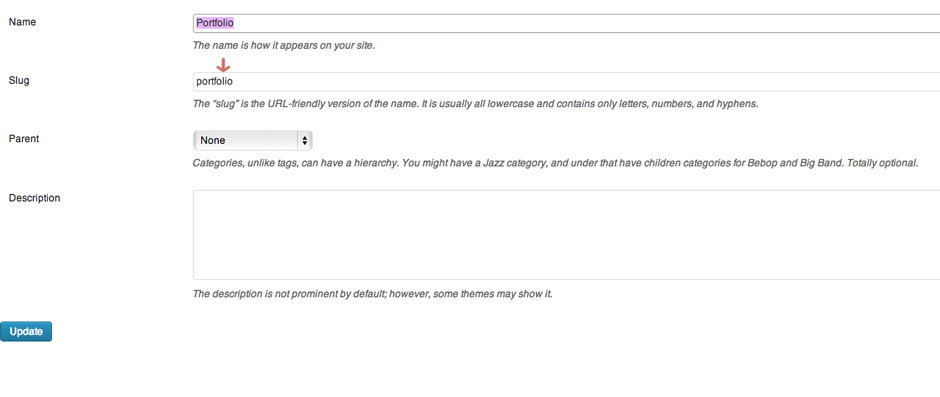 Name
Portfolio
The name is how it appears on your site.
Slug
portfolio
The “slug” is the URL-friendly version of the name. It is usually all lowercase and contains only letters, numbers, and hyphens.
Parent
None
Categories, unlike tags, can have a hierarchy. You might have a Jazz category, and under that have children categories for Bebop and Big Band. Totally optional.
Description
The description is not prominent by default; however, some themes may show it.
Update